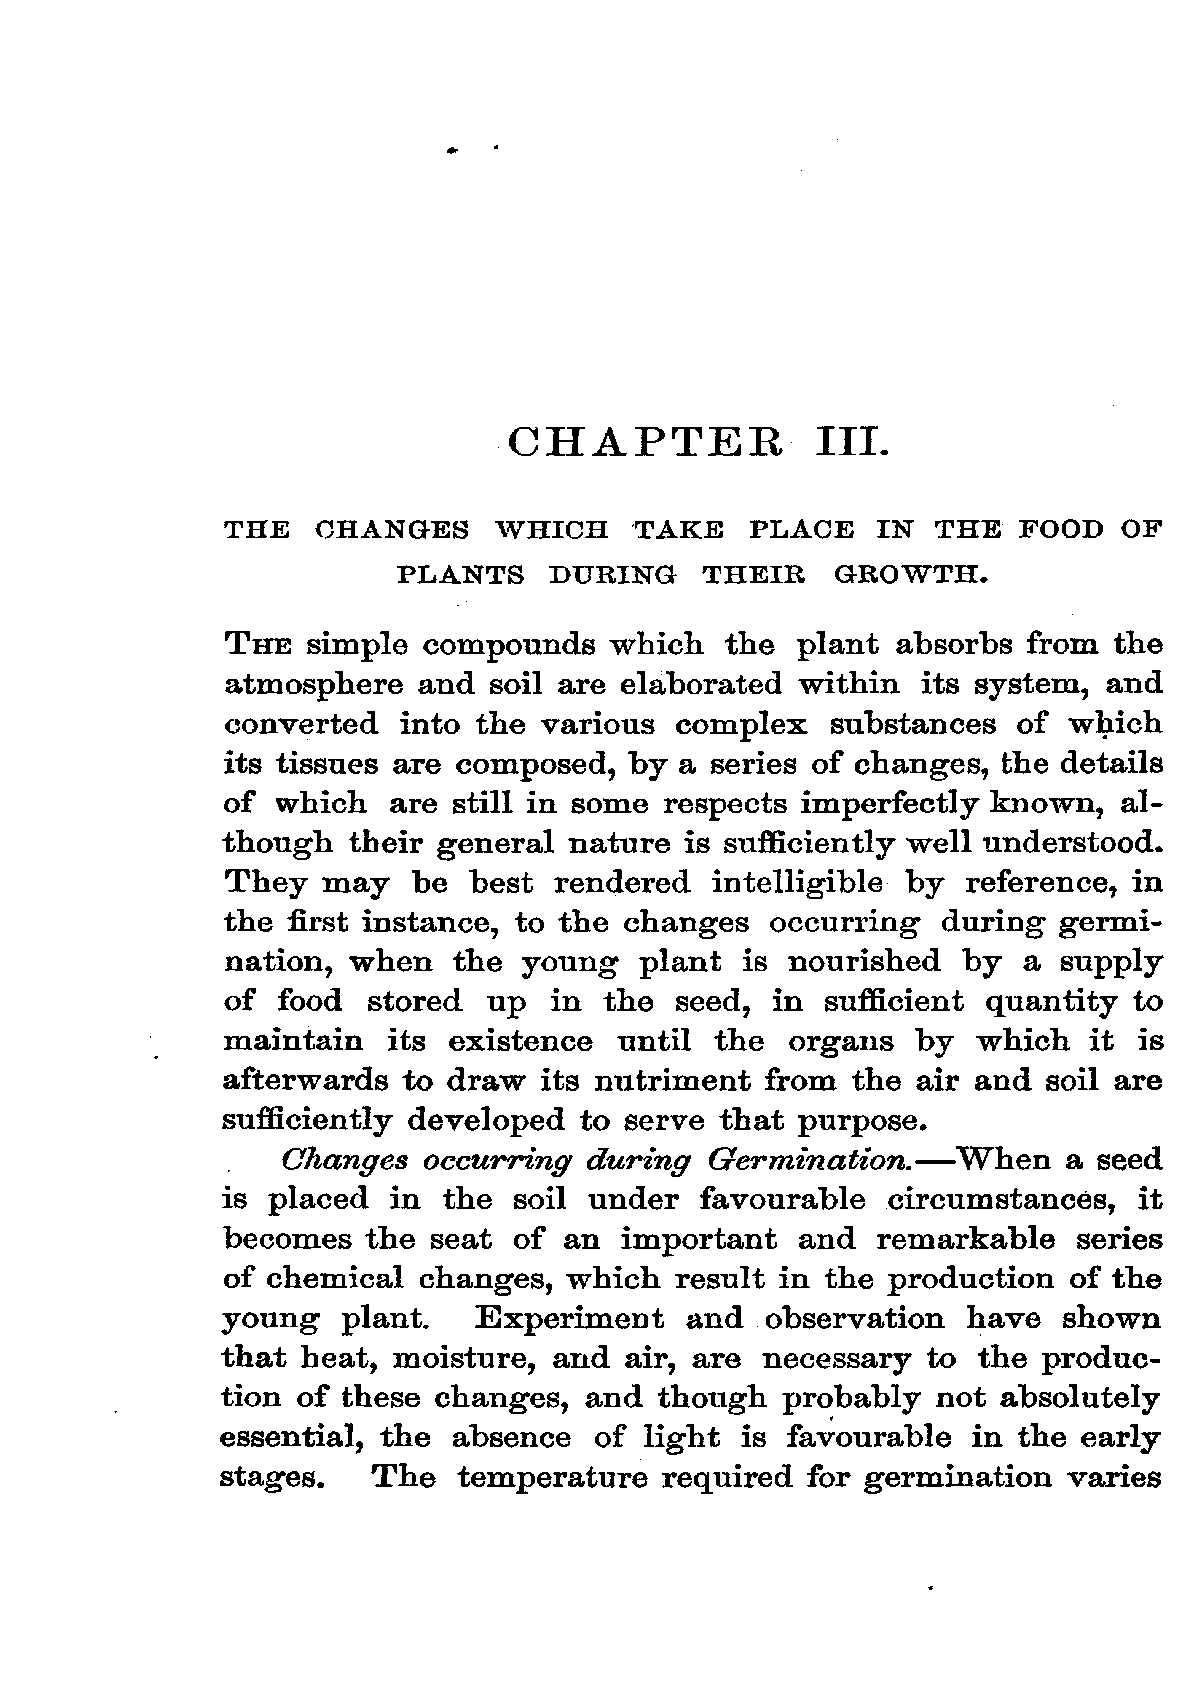 CHAPTER III.
THE CHANGES WHICH TAKE PLACE IN THE FOOD OF
PLANTS DURING THEIR GROWTH.
THE simple compounds which the plant absorbs from the
atmosphere and soil are elaborated within its system, and
converted into the various complex substances of which
its tissues are composed, by a series of changes, the details
of which are still in some respects imperfectly known, al-
though their general nature is sufficiently well understood.
They may be best rendered intelligible by reference, in
the first instance, to the changes occurring during germi-
nation, when the young plant is nourished by a supply
of food stored up in the seed, in sufficient quantity to
maintain its existence until the organs by which it is
afterwards to draw its nutriment from the air and soil are
sufficiently developed to serve that purpose.
Changes occurring during Germination.—When a seed
is placed in the soil under favourable circumstances, it
becomes the seat of an important and remarkable series
of chemical changes, which result in the production of the
young plant. Experiment and observation have shown
that heat, moisture, and air, are necessary to the produc-
tion of these changes, and though probably not absolutely
essential, the absence of light is favourable in the early
stages. The temperature required for germination varies